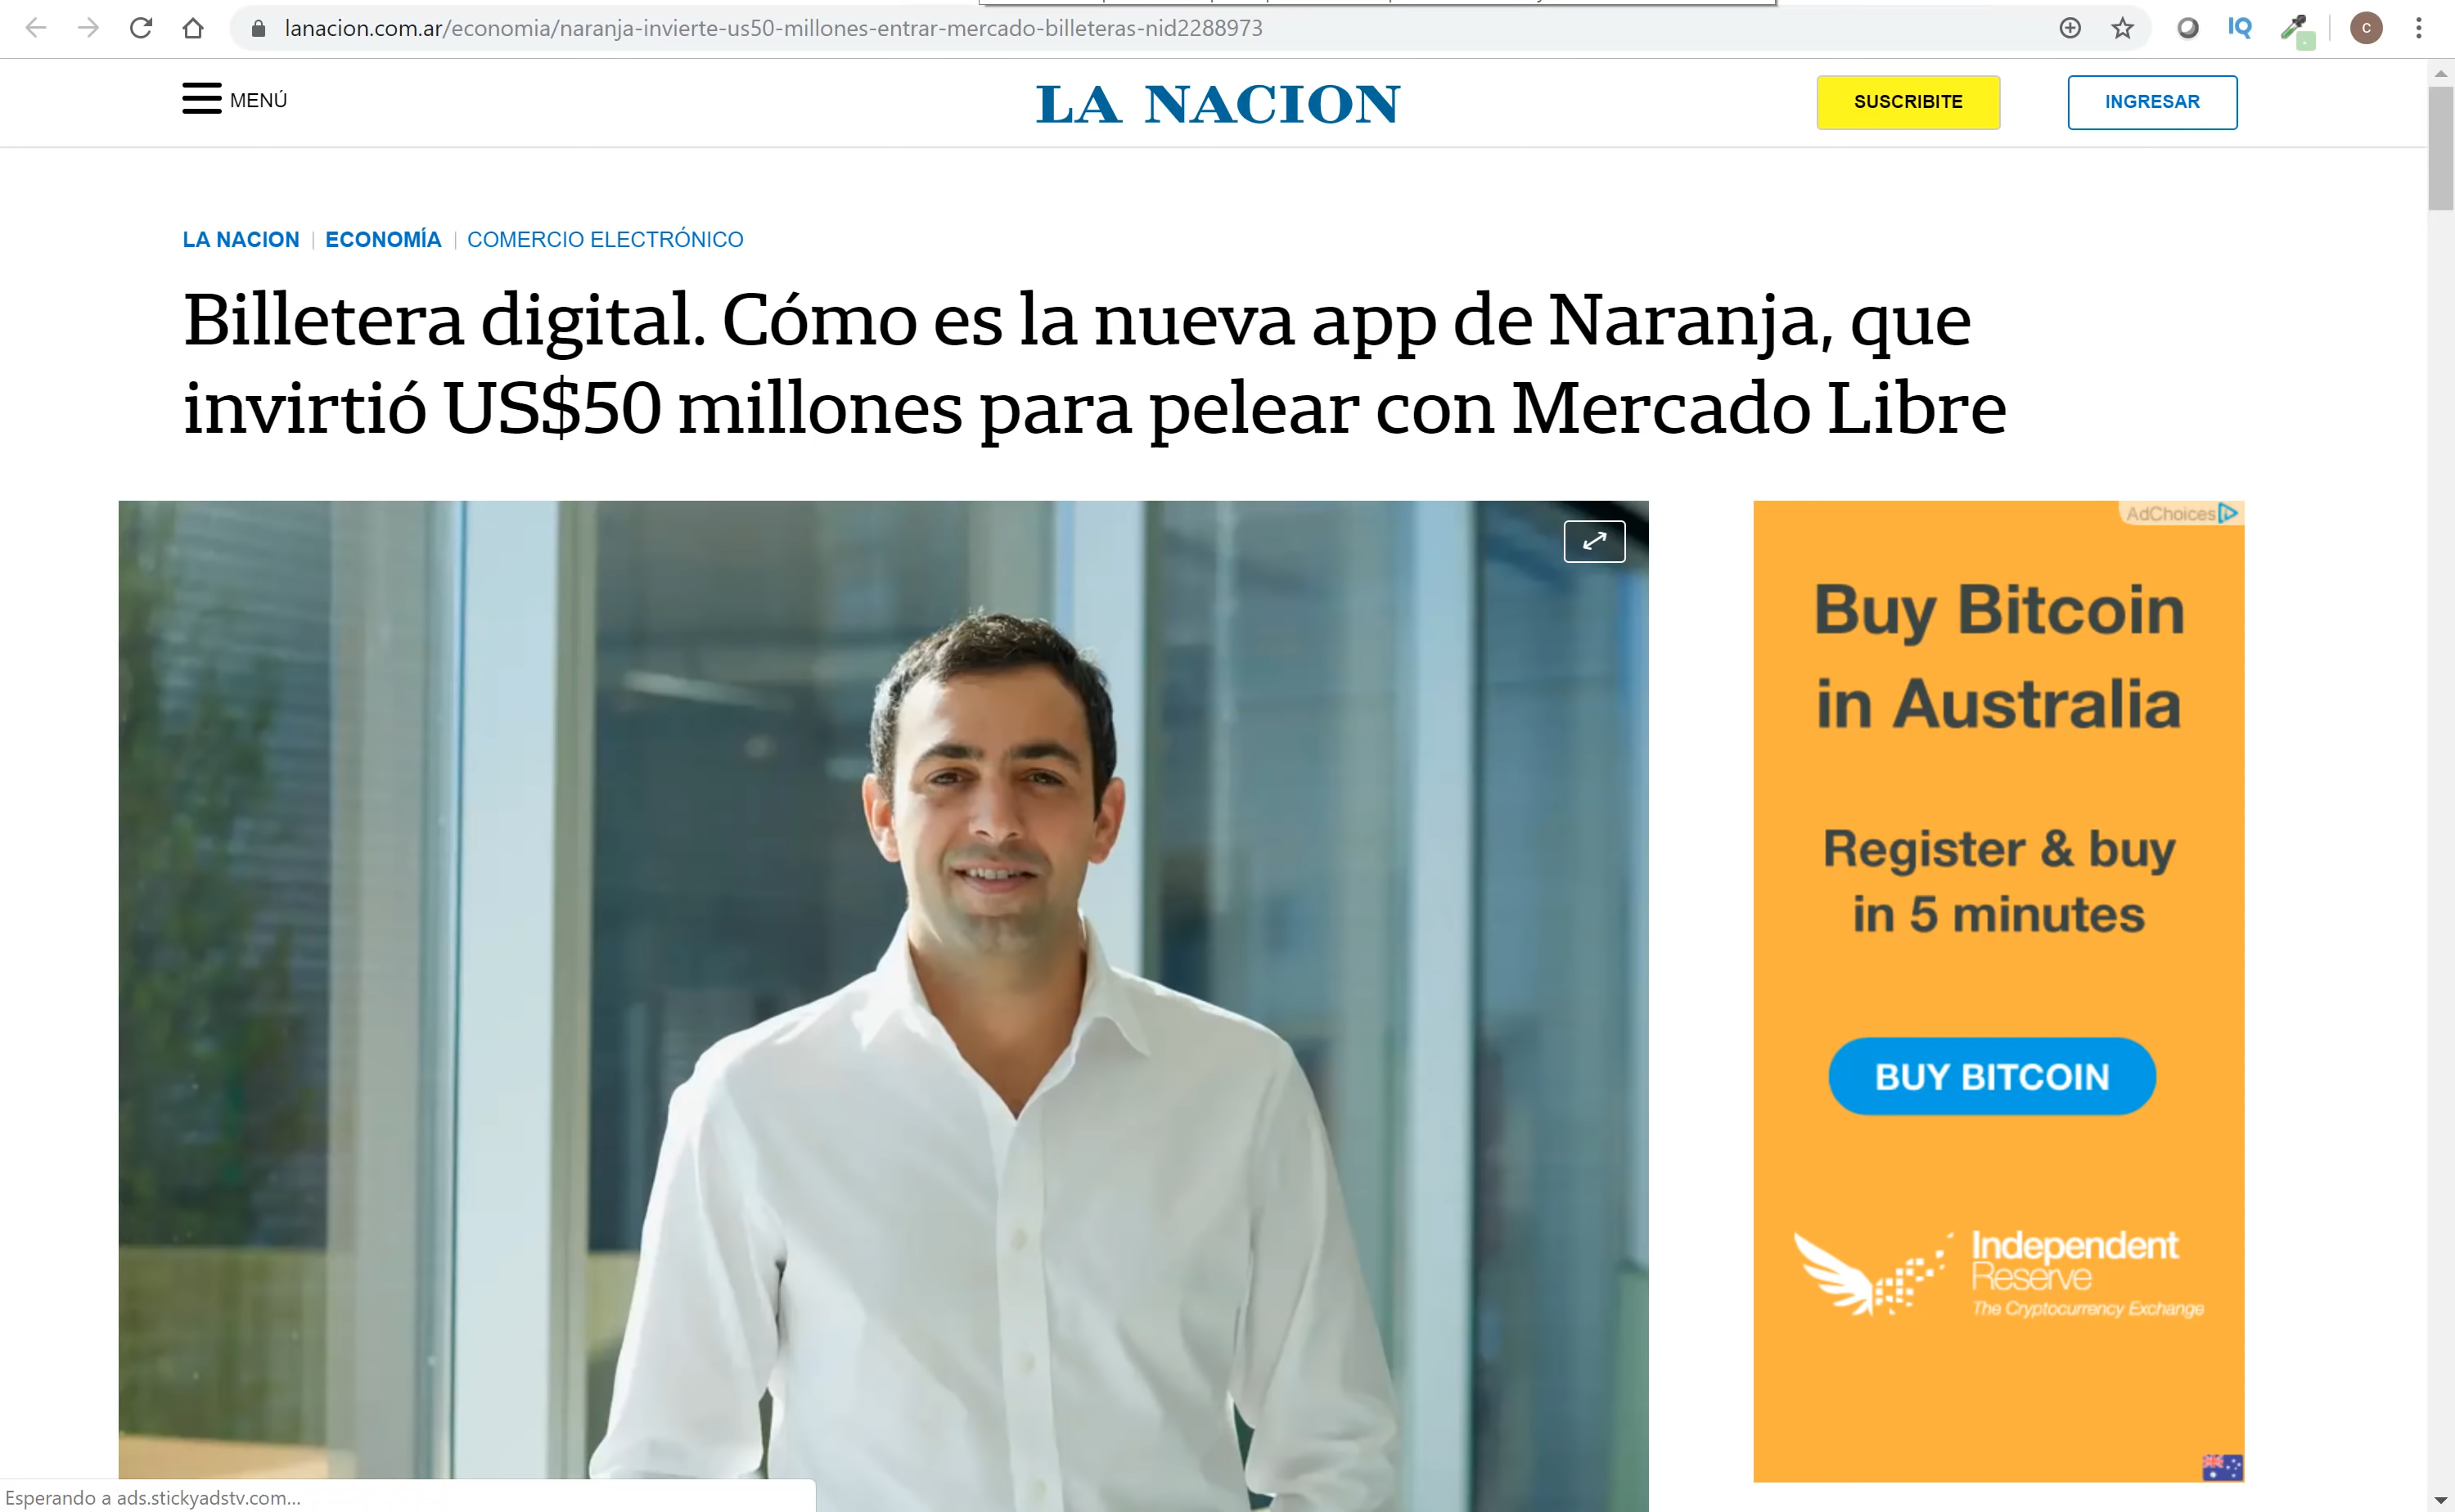 lanacion.com.ar/economia/naranja-invierte-us50-millones-entrar-mercado-billeteras-nid2288973
IQ
C
MENÚ
LA NACION
SUSCRIBITE
INGRESAR
LA NACION | ECONOMÍA | COMERCIO ELECTRÓNICO
Billetera digital. Cómo es la nueva app de Naranja, que
invirtió US$50 millones para pelear con Mercado Libre
AdChoices
Buy Bitcoin
in Australia
Register & buy
in 5 minutes
BUY BITCOIN
Independent
Reserve
The Cryptocurrency Exchange
Esperando a ads.stickyadstv.com...